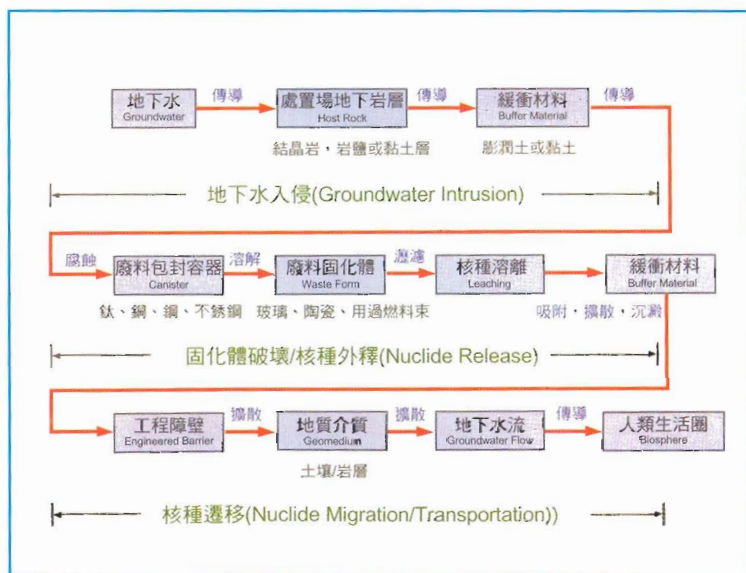 地下水 傳導 處置場地下岩層 傳導 緩衝材料 傳導
Groundwater Host Rock Buffer Material
結晶岩，岩鹽或黏土層 膨潤土或黏土
地下水入侵(Groundwater Intrusion)
腐蝕 廢料包封容器 溶解 廢料固化體 瀝濾 核種溶離 緩衝材料
Canister Waste Form Leaching Buffer Material
鈦、銅、鋼、不銹鋼 玻璃、陶瓷、用過燃料束 吸附，擴散，沉澱
固化體破壞/核種外釋(Nuclide Release)
工程障壁 擴散 地質介質 擴散 地下水流 傳導 人類生活圈
Engineered Barrier Geomedium Groundwater Flow Biosphere
土壤/岩層
核種遷移(Nuclide Migration/Transportation))